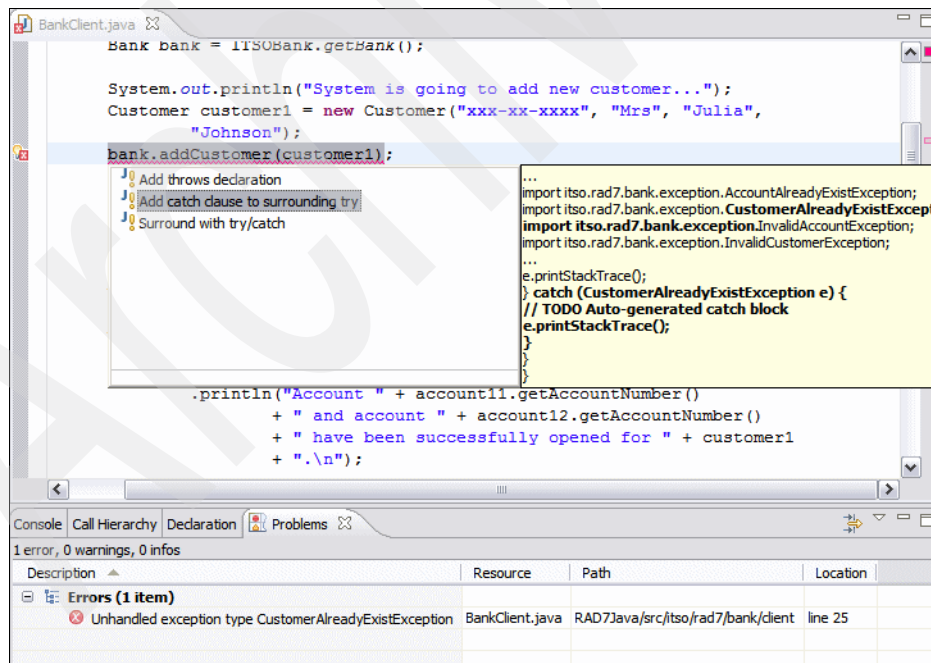 BankClient.java
Bank bank = ITSOBank.getBank();
System.out.println("System is going to add new customer...");
Customer customer1 = new Customer("xxx-xx-xxxx", "Mrs", "Julia",
"Johnson");
bank.addCustomer(customer1);
Add throws declaration
Add catch clause to surrounding try
Surround with try/catch
...
import itso.rad7.bank.exception.AccountAlreadyExistException;
import itso.rad7.bank.exception.CustomerAlreadyExistExcept
import itso.rad7.bank.exception.InvalidAccountException;
import itso.rad7.bank.exception.InvalidCustomerException;
...
e.printStackTrace();
} catch (CustomerAlreadyExistException e) {
// TODO Auto-generated catch block
e.printStackTrace();
}
}
}
.println("Account " + account11.getAccountNumber()
+ " and account " + account12.getAccountNumber()
+ " have been successfully opened for " + customer1
+ ".\n");
Console Call Hierarchy Declaration Problems
1 error, 0 warnings, 0 infos
Description Resource Path Location
Errors (1 item)
Unhandled exception type CustomerAlreadyExistException BankClient.java RAD7Java/src/itso/rad7/bank/client line 25